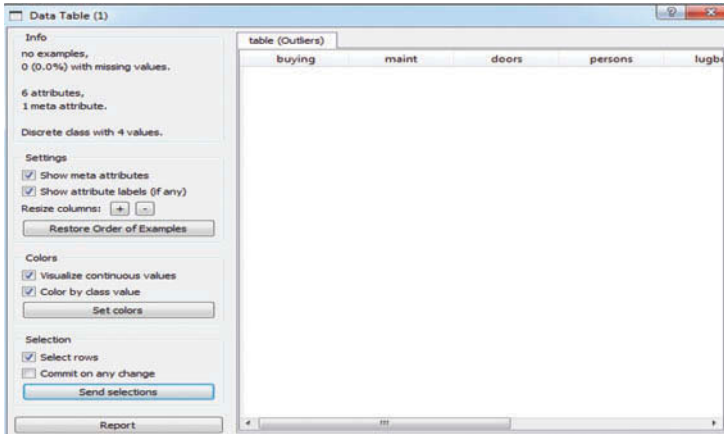 Data Table (1)
Info
no examples,
0 (0.0%) with missing values.
6 attributes,
1 meta attribute.
Discrete class with 4 values.
Settings
Show meta attributes
Show attribute labels (if any)
Resize columns: + -
Restore Order of Examples
Colors
Visualize continuous values
Color by class value
Set colors
Selection
Select rows
Commit on any change
Send selections
Report
table (Outliers)
buying maint doors persons lugbo